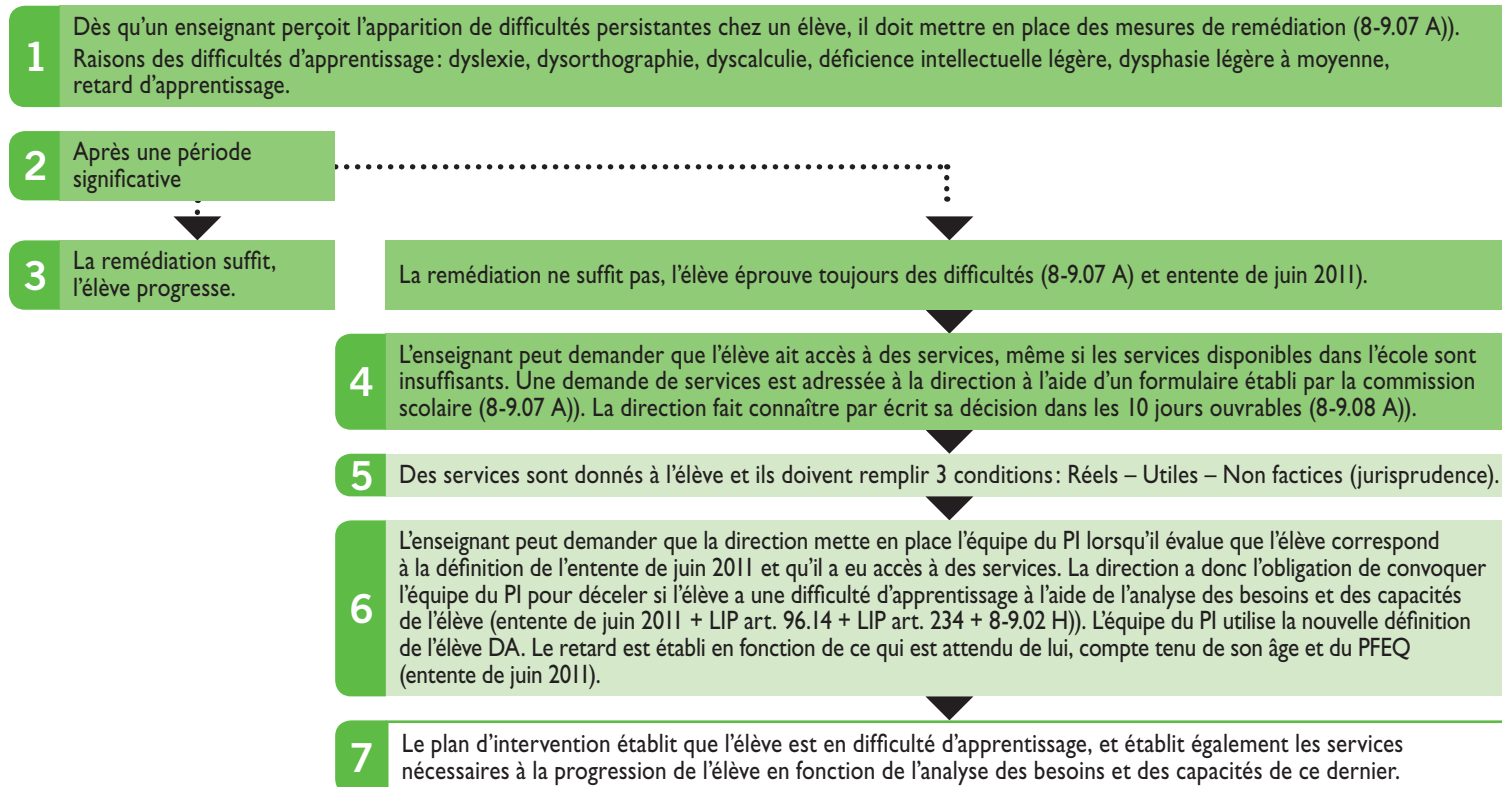 1
Dès qu’un enseignant perçoit l’apparition de difficultés persistantes chez un élève, il doit mettre en place des mesures de remédiation (8-9.07 A)).
Raisons des difficultés d’apprentissage: dyslexie, dysorthographie, dyscalculie, déficience intellectuelle légère, dysphasie légère à moyenne,
retard d’apprentissage.
2
Après une période
significative
3
La remédiation suffit,
l’élève progresse.
La remédiation ne suffit pas, l’élève éprouve toujours des difficultés (8-9.07 A) et entente de juin 2011).
4
L’enseignant peut demander que l’élève ait accès à des services, même si les services disponibles dans l’école sont
insuffisants. Une demande de services est adressée à la direction à l’aide d’un formulaire établi par la commission
scolaire (8-9.07 A)). La direction fait connaître par écrit sa décision dans les 10 jours ouvrables (8-9.08 A)).
5
Des services sont donnés à l’élève et ils doivent remplir 3 conditions: Réels – Utiles – Non factices (jurisprudence).
6
L’enseignant peut demander que la direction mette en place l’équipe du PI lorsqu’il évalue que l’élève correspond
à la définition de l’entente de juin 2011 et qu’il a eu accès à des services. La direction a donc l’obligation de convoquer
l’équipe du PI pour déceler si l’élève a une difficulté d’apprentissage à l’aide de l’analyse des besoins et des capacités
de l’élève (entente de juin 2011 + LIP art. 96.14 + LIP art. 234 + 8-9.02 H)). L’équipe du PI utilise la nouvelle définition
de l’élève DA. Le retard est établi en fonction de ce qui est attendu de lui, compte tenu de son âge et du PFEQ
(entente de juin 2011).
7
Le plan d’intervention établit que l’élève est en difficulté d’apprentissage, et établit également les services
nécessaires à la progression de l’élève en fonction de l’analyse des besoins et des capacités de ce dernier.